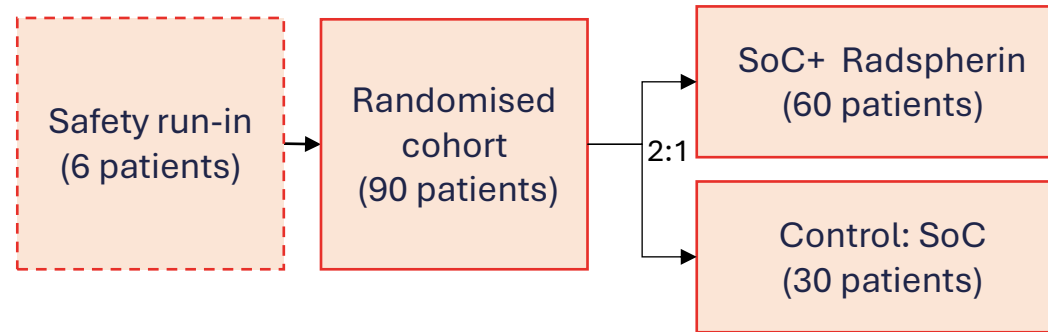 Safety run-in
(6 patients)
Randomised
cohort
(90 patients)
2:1
SoC+ Radspherin
(60 patients)
Control: SoC
(30 patients)